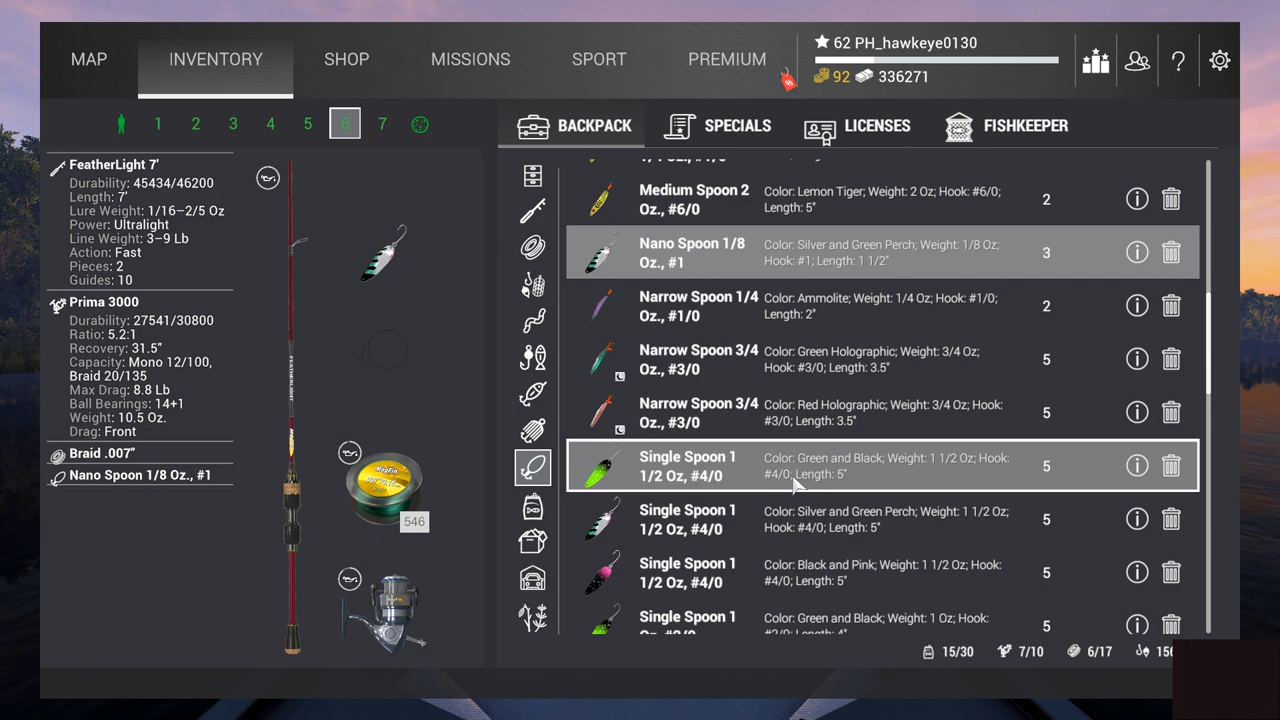 MAP
INVENTORY
SHOP
MISSIONS
SPORT
PREMIUM
62 PH_hawkeye0130
92 336271
1 2 3 4 5 6 7
BACKPACK
SPECIALS
LICENSES
FISHKEEPER
FeatherLight 7'
Durability: 45434/46200
Length: 7'
Lure Weight: 1/16–2/5 Oz
Power: Ultralight
Line Weight: 3–9 Lb
Action: Fast
Pieces: 2
Guides: 10
Prima 3000
Durability: 27541/30800
Ratio: 5.2:1
Recovery: 31.5"
Capacity: Mono 12/100,
Braid 20/135
Max Drag: 8.8 Lb
Ball Bearings: 14+1
Weight: 10.5 Oz.
Drag: Front
Braid .007"
Nano Spoon 1/8 Oz., #1
FEATHERLIGHT
MagFin
546
Medium Spoon 2
Oz., #6/0
Color: Lemon Tiger; Weight: 2 Oz; Hook: #6/0;
Length: 5"
2
Nano Spoon 1/8
Oz., #1
Color: Silver and Green Perch; Weight: 1/8 Oz;
Hook: #1; Length: 1 1/2"
3
Narrow Spoon 1/4
Oz., #1/0
Color: Ammolite; Weight: 1/4 Oz; Hook: #1/0;
Length: 2"
2
Narrow Spoon 3/4
Oz., #3/0
Color: Green Holographic; Weight: 3/4 Oz;
Hook: #3/0; Length: 3.5"
5
Narrow Spoon 3/4
Oz., #3/0
Color: Red Holographic; Weight: 3/4 Oz; Hook:
#3/0; Length: 3.5"
5
Single Spoon 1
1/2 Oz, #4/0
Color: Green and Black; Weight: 1 1/2 Oz; Hook:
#4/0; Length: 5"
5
Single Spoon 1
1/2 Oz, #4/0
Color: Silver and Green Perch; Weight: 1 1/2 Oz;
Hook: #4/0; Length: 5"
5
Single Spoon 1
1/2 Oz, #4/0
Color: Black and Pink; Weight: 1 1/2 Oz; Hook:
#4/0; Length: 5"
5
Single Spoon 1
Color: Green and Black; Weight: 1 Oz; Hook:
5
15/30
7/10
6/17
156